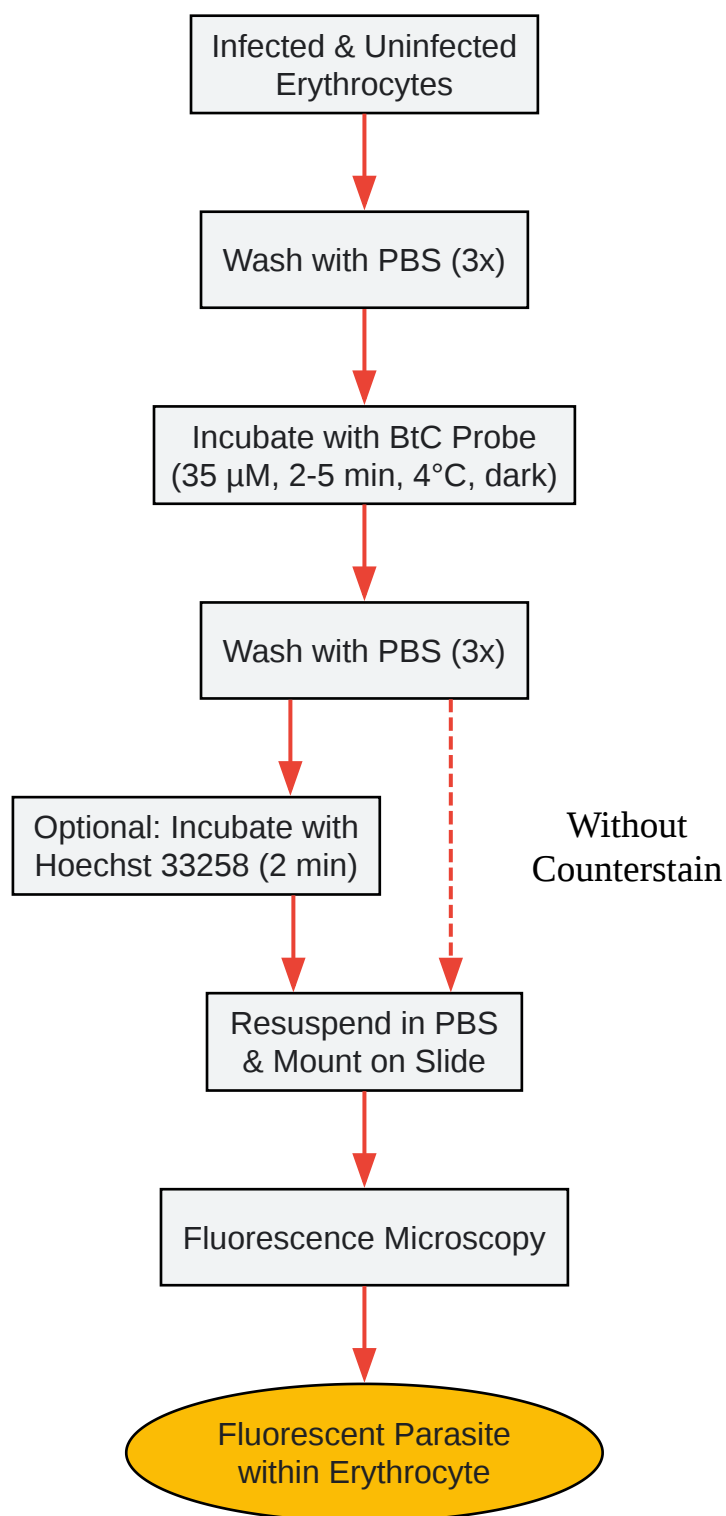 Infected & Uninfected
Erythrocytes
Wash with PBS (3x)
Incubate with BtC Probe
(35 µM, 2-5 min, 4°C, dark)
Wash with PBS (3x)
Optional: Incubate with
Hoechst 33258 (2 min)
Without
Counterstain
Resuspend in PBS
& Mount on Slide
Fluorescence Microscopy
Fluorescent Parasite
within Erythrocyte